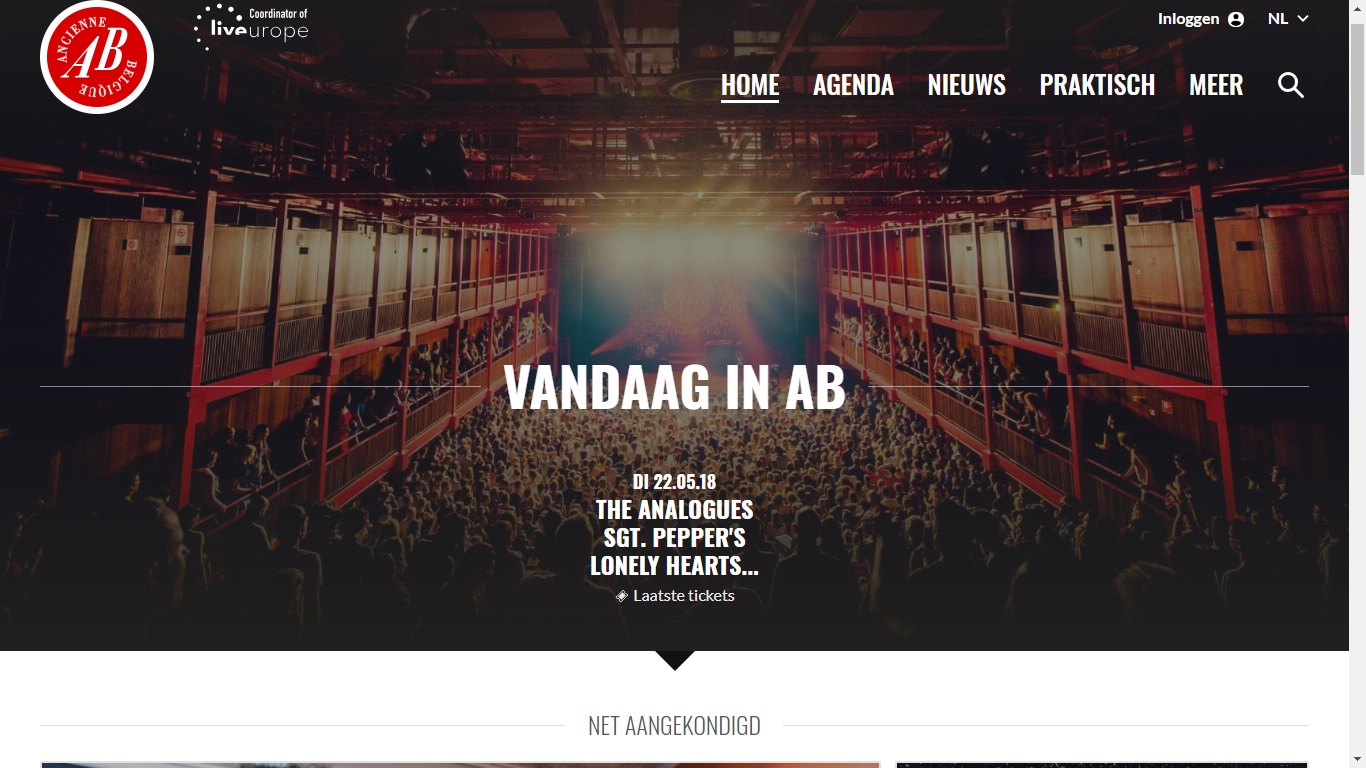 ANCIENNE
AB
BELGIQUE
Coordinator of
liveurope
Inloggen
NL
HOME
AGENDA
NIEUWS
PRAKTISCH
MEER
VANDAAG IN AB
DI 22.05.18
THE ANALOGUES
SGT. PEPPER'S
LONELY HEARTS...
Laatste tickets
NET AANGEKONDIGD